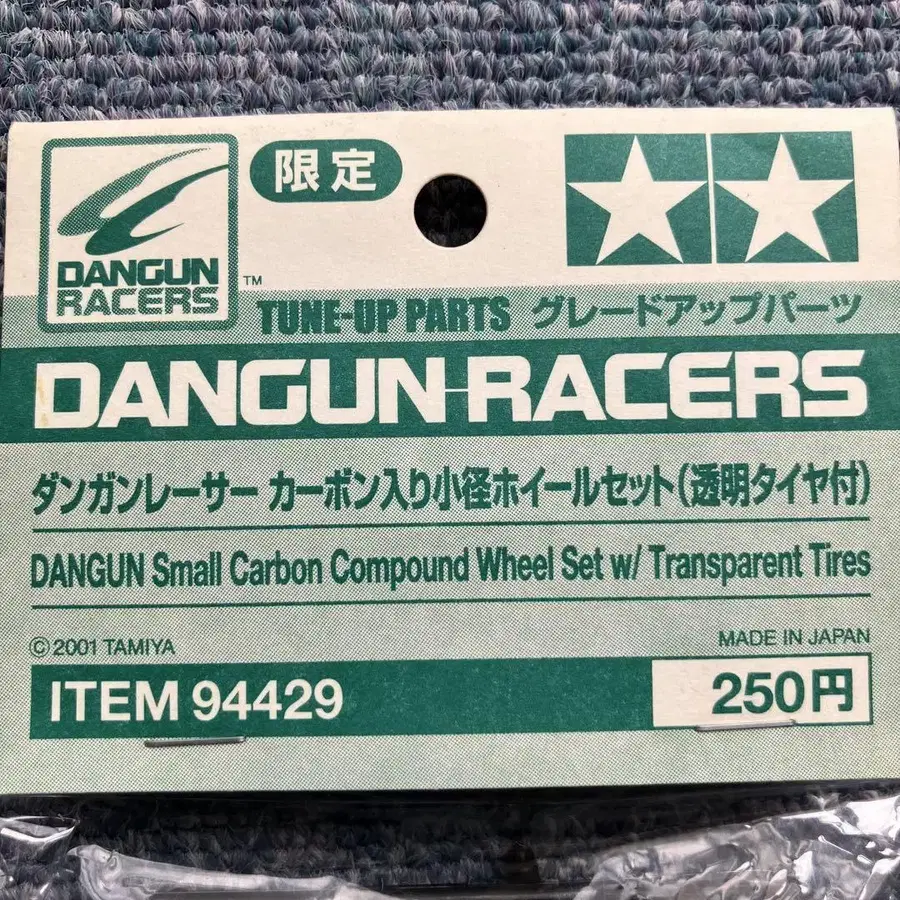 限定
DANGUN
RACERS
TM
TUNE-UP PARTS グレードアップパーツ
DANGUN-RACERS
ダンガンレーサー カーボン入り小径ホイールセット(透明タイヤ付)
DANGUN Small Carbon Compound Wheel Set w/ Transparent Tires
© 2001 TAMIYA
MADE IN JAPAN
ITEM 94429
250円